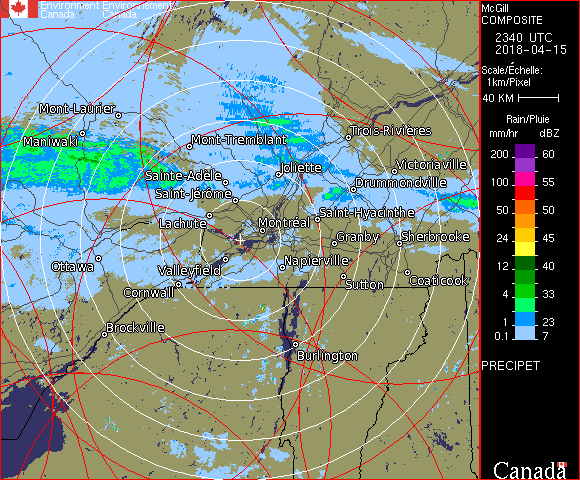 Environment Environnement
Canada Canada
McGill
COMPOSITE
2340 UTC
2018-04-15
Scale/Échelle:
1km/Pixel
40 KM
Rain/Pluie
mm/hr dBZ
200 60
100 55
50 50
24 45
12 40
4 33
1 23
0.1 7
PRECIPET
Canada
Mont-Laurier
Maniwaki
Mont-Tremblant
Trois-Rivières
Joliette
Victoriaville
Sainte-Adèle
Drummondville
Saint-Jérôme
Saint-Hyacinthe
Lachute
Montréal
Granby
Sherbrooke
Ottawa
Valleyfield
Napierville
Sutton
Coaticook
Cornwall
Brockville
Burlington